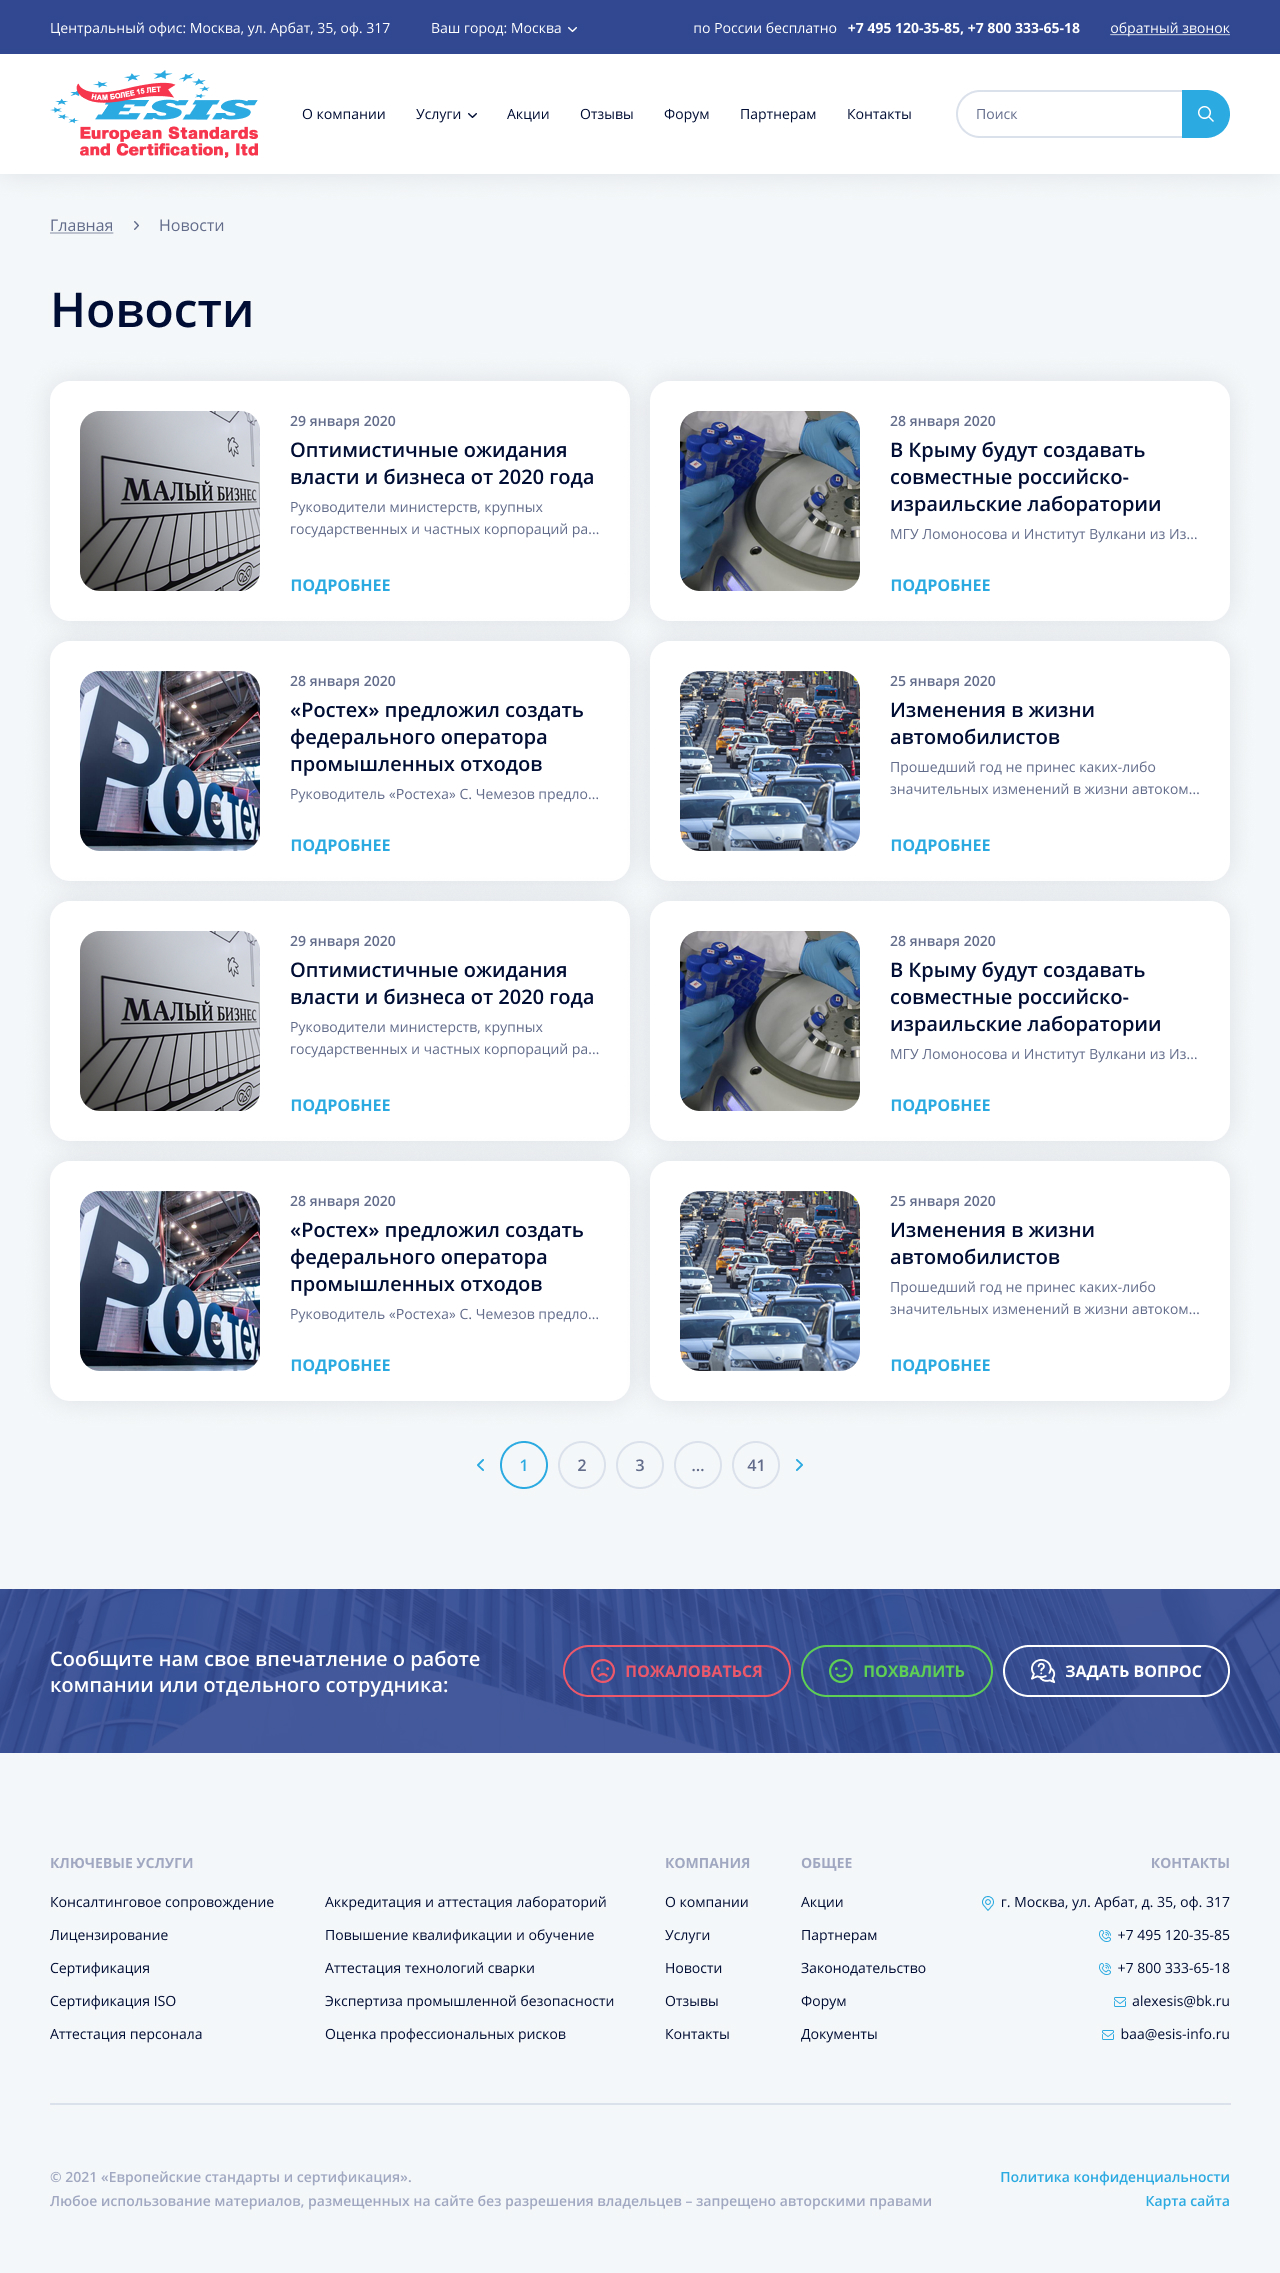 Центральный офис: Москва, ул. Арбат, 35, оф. 317
Ваш город: Москва
по России бесплатно +7 495 120-35-85, +7 800 333-65-18
обратный звонок
НАМ БОЛЕЕ 15 ЛЕТ
ESIS
European Standards
and Certification, ltd
О компании
Услуги
Акции
Отзывы
Форум
Партнерам
Контакты
Поиск
Главная
Новости
Новости
МАЛЫЙ БИЗНЕС
29 января 2020
Оптимистичные ожидания
власти и бизнеса от 2020 года
Руководители министерств, крупных
государственных и частных корпораций ра...
ПОДРОБНЕЕ
28 января 2020
В Крыму будут создавать
совместные российско-
израильские лаборатории
МГУ Ломоносова и Институт Вулкани из Из...
ПОДРОБНЕЕ
Ростех
28 января 2020
«Ростех» предложил создать
федерального оператора
промышленных отходов
Руководитель «Ростеха» С. Чемезов предло...
ПОДРОБНЕЕ
25 января 2020
Изменения в жизни
автомобилистов
Прошедший год не принес каких-либо
значительных изменений в жизни автоком...
ПОДРОБНЕЕ
МАЛЫЙ БИЗНЕС
29 января 2020
Оптимистичные ожидания
власти и бизнеса от 2020 года
Руководители министерств, крупных
государственных и частных корпораций ра...
ПОДРОБНЕЕ
28 января 2020
В Крыму будут создавать
совместные российско-
израильские лаборатории
МГУ Ломоносова и Институт Вулкани из Из...
ПОДРОБНЕЕ
Ростех
28 января 2020
«Ростех» предложил создать
федерального оператора
промышленных отходов
Руководитель «Ростеха» С. Чемезов предло...
ПОДРОБНЕЕ
25 января 2020
Изменения в жизни
автомобилистов
Прошедший год не принес каких-либо
значительных изменений в жизни автоком...
ПОДРОБНЕЕ
1
2
3
...
41
Сообщите нам свое впечатление о работе
компании или отдельного сотрудника:
ПОЖАЛОВАТЬСЯ
ПОХВАЛИТЬ
ЗАДАТЬ ВОПРОС
КЛЮЧЕВЫЕ УСЛУГИ
Консалтинговое сопровождение
Лицензирование
Сертификация
Сертификация ISO
Аттестация персонала
Аккредитация и аттестация лабораторий
Повышение квалификации и обучение
Аттестация технологий сварки
Экспертиза промышленной безопасности
Оценка профессиональных рисков
КОМПАНИЯ
О компании
Услуги
Новости
Отзывы
Контакты
ОБЩЕЕ
Акции
Партнерам
Законодательство
Форум
Документы
КОНТАКТЫ
г. Москва, ул. Арбат, д. 35, оф. 317
+7 495 120-35-85
+7 800 333-65-18
alexesis@bk.ru
baa@esis-info.ru
© 2021 «Европейские стандарты и сертификация».
Любое использование материалов, размещенных на сайте без разрешения владельцев – запрещено авторскими правами
Политика конфиденциальности
Карта сайта